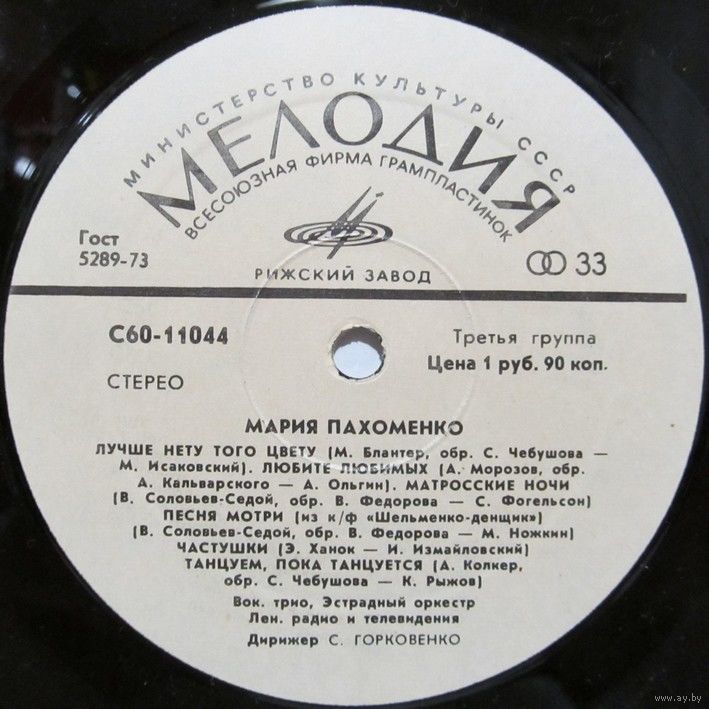 МИНИСТЕРСТВО КУЛЬТУРЫ СССР
МЕЛОДИЯ
ВСЕСОЮЗНАЯ ФИРМА ГРАМПЛАСТИНОК
Гост
5289-73
РИЖСКИЙ ЗАВОД
33
С60-11044
Третья группа
Цена 1 руб. 90 коп.
СТЕРЕО
МАРИЯ ПАХОМЕНКО
ЛУЧШЕ НЕТУ ТОГО ЦВЕТУ (М. Блантер, обр. С. Чебушова —
М. Исаковский). ЛЮБИТЕ ЛЮБИМЫХ (А. Морозов, обр.
А. Кальварского — А. Ольгин). МАТРОССКИЕ НОЧИ
(В. Соловьев-Седой, обр. В. Федорова — С. Фогельсон)
ПЕСНЯ МОТРИ (из к/ф «Шельменко-денщик»)
(В. Соловьев-Седой, обр. В. Федорова — М. Ножкин)
ЧАСТУШКИ (Э. Ханок — И. Измайловский)
ТАНЦУЕМ, ПОКА ТАНЦУЕТСЯ (А. Колкер,
обр. С. Чебушова — К. Рыжов)
Вок. трио, Эстрадный оркестр
Лен. радио и телевидения
Дирижер С. ГОРКОВЕНКО
www.ay.by